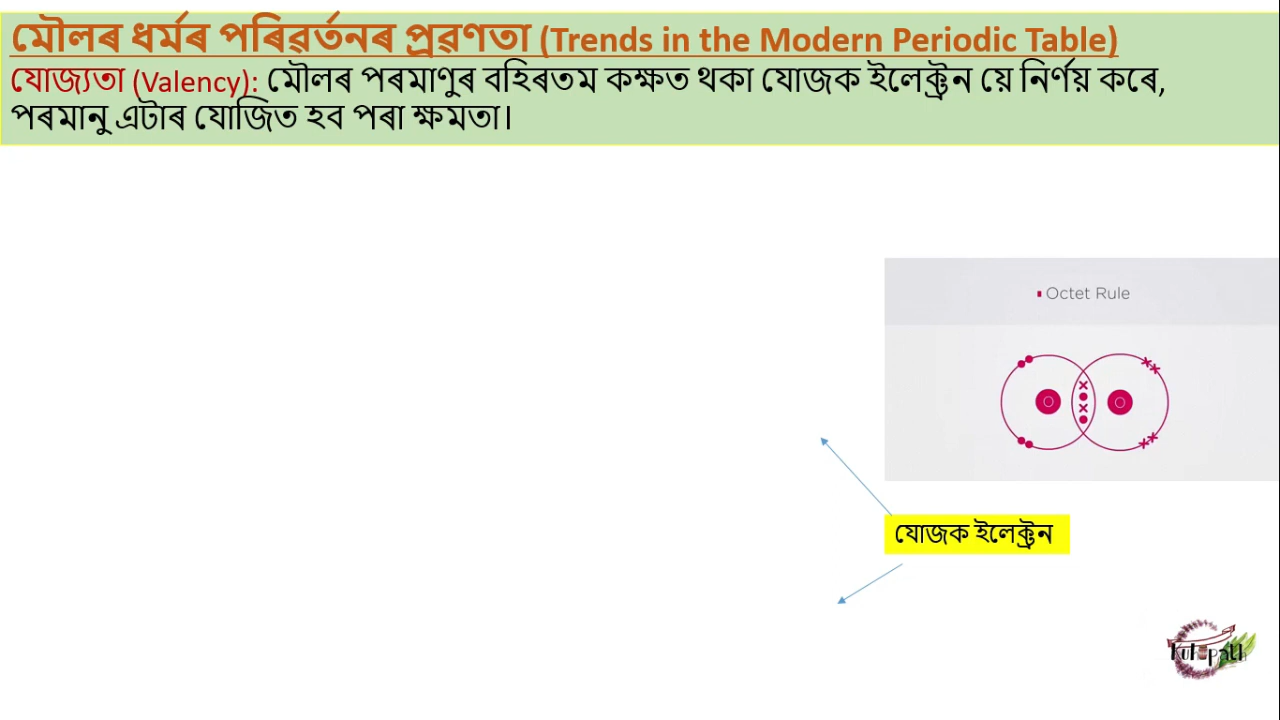 মৌলৰ ধৰ্মৰ পৰিৱৰ্তনৰ প্ৰৱণতা (Trends in the Modern Periodic Table)
যোজ্যতা (Valency): মৌলৰ পৰমাণুৰ বহিৰতম কক্ষত থকা যোজক ইলেক্ট্ৰন য়ে নিৰ্ণয় কৰে,
পৰমানু এটাৰ যোজিত হব পৰা ক্ষমতা।
Octet Rule
যোজক ইলেক্ট্ৰন